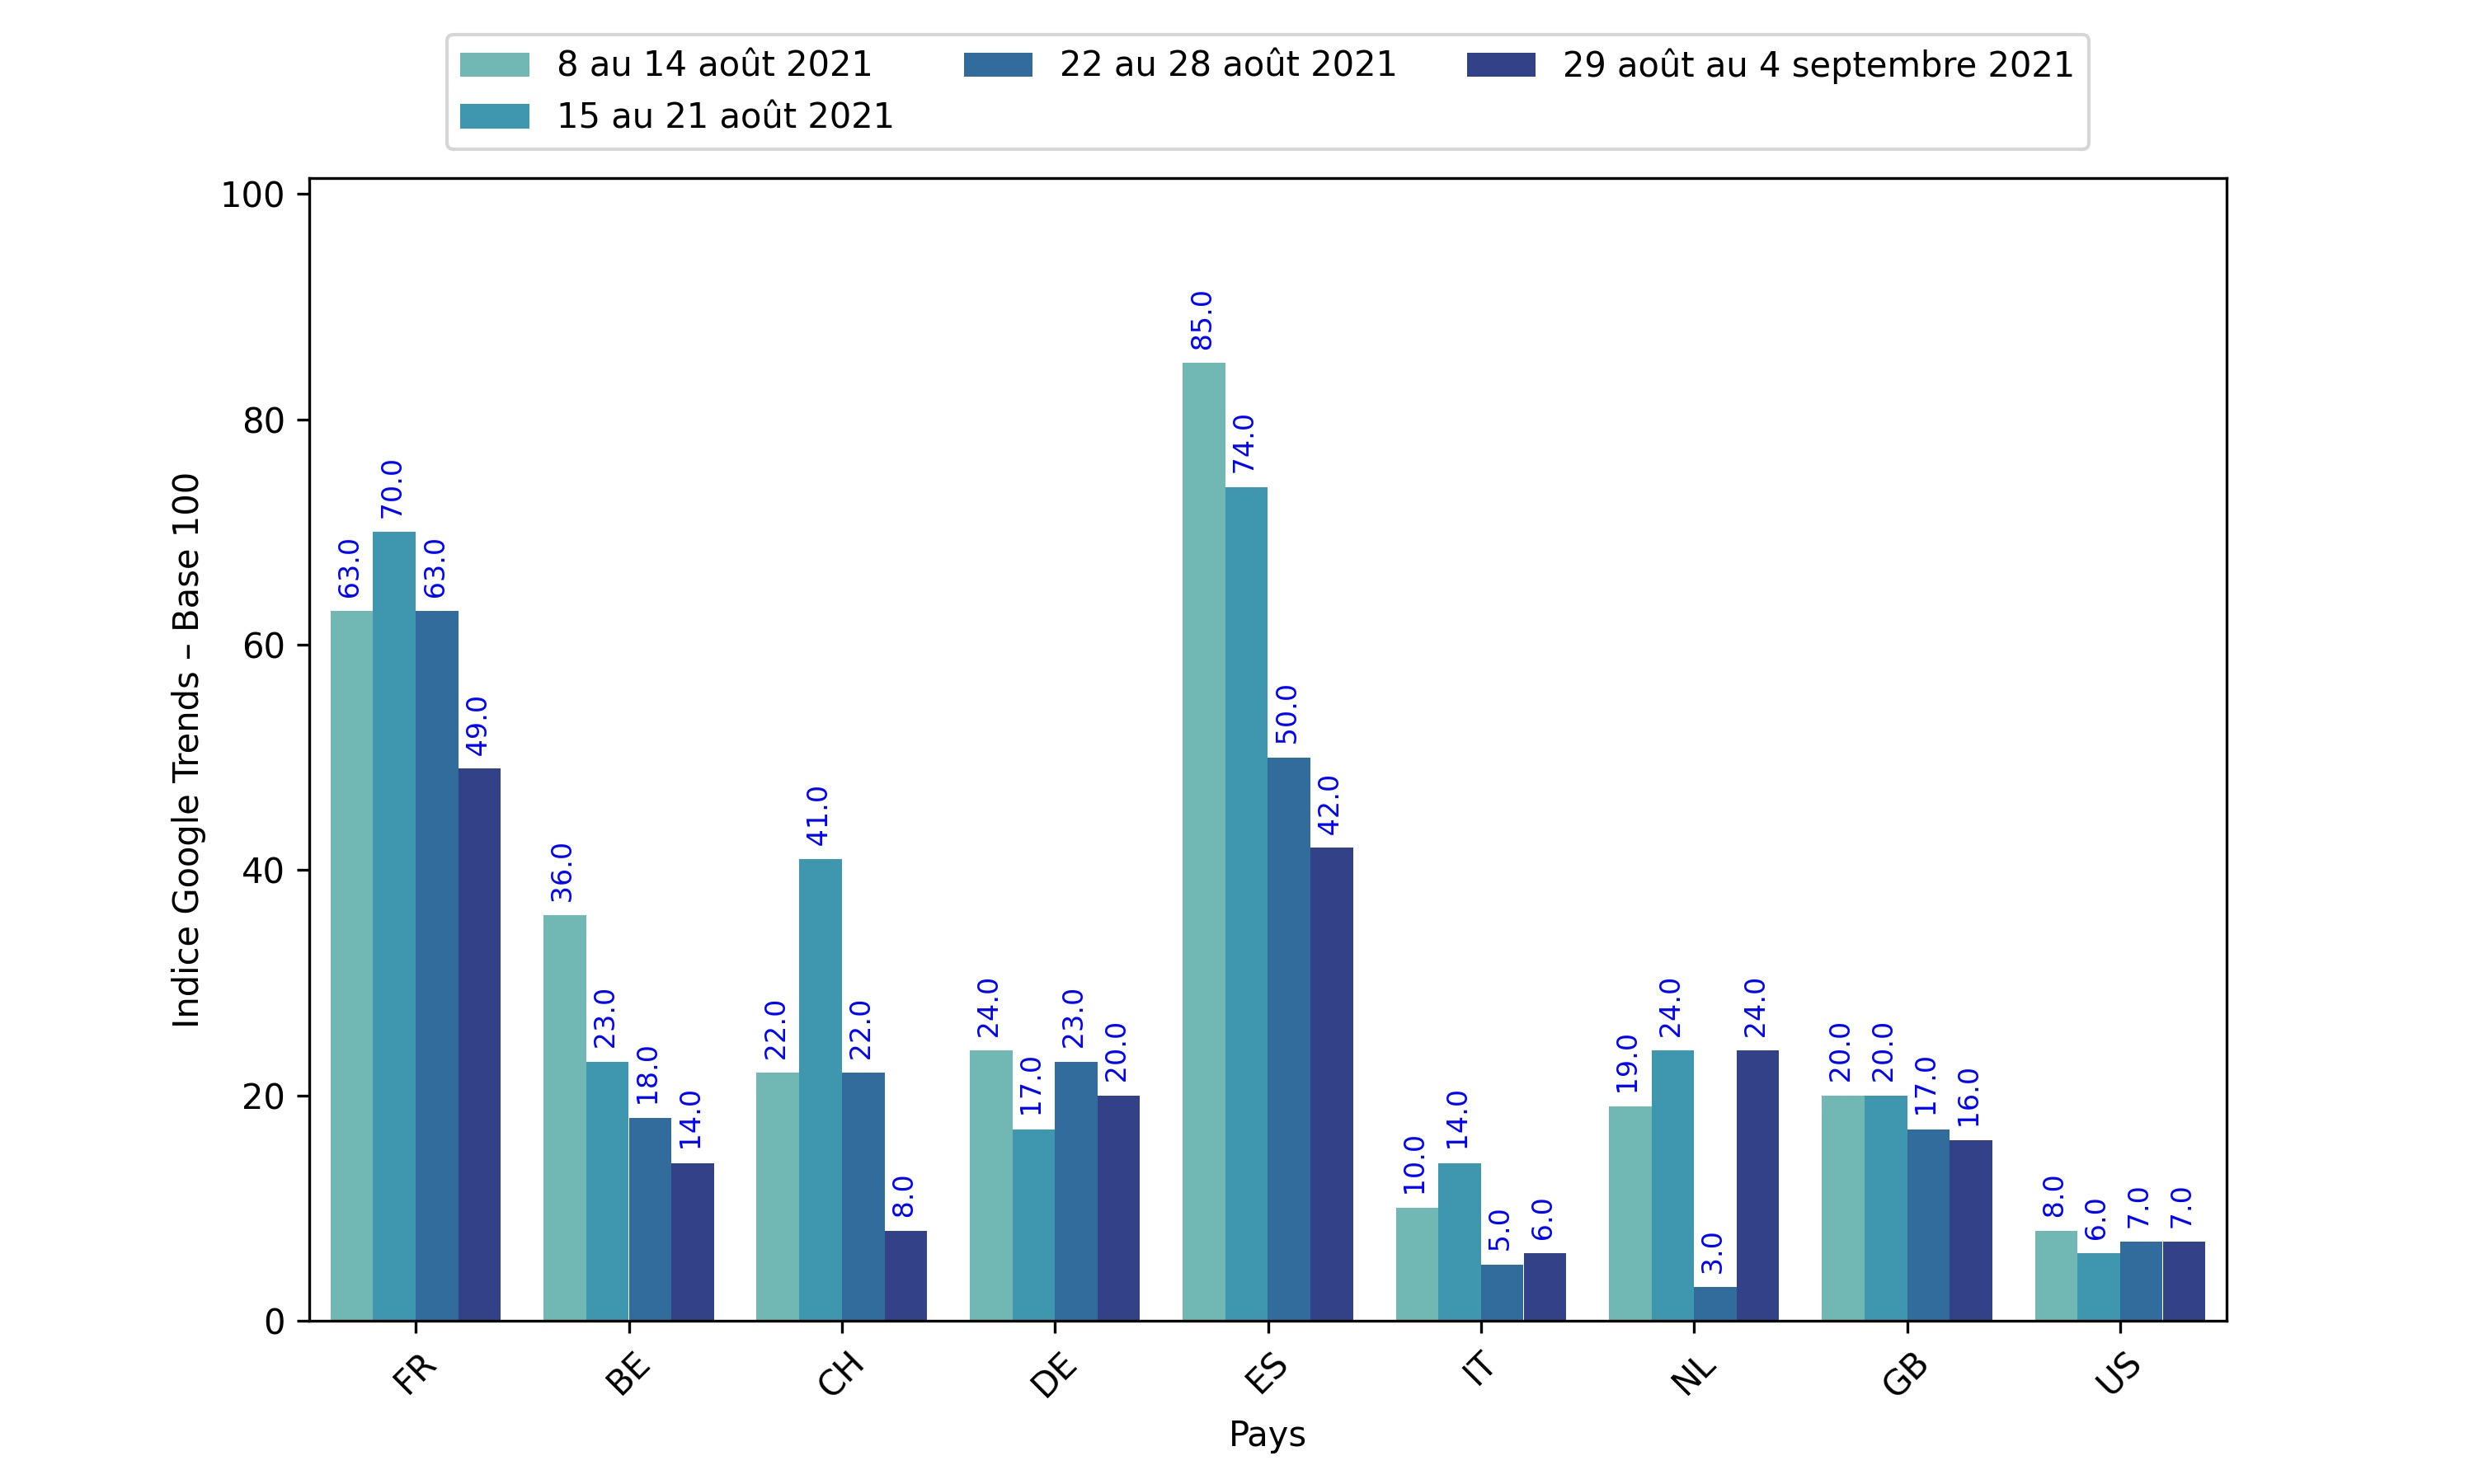 8 au 14 août 2021
15 au 21 août 2021
22 au 28 août 2021
29 août au 4 septembre 2021
Indice Google Trends – Base 100
100
80
60
40
20
0
63.0
70.0
63.0
49.0
36.0
23.0
18.0
14.0
22.0
41.0
22.0
8.0
24.0
17.0
23.0
20.0
85.0
74.0
50.0
42.0
10.0
14.0
5.0
6.0
19.0
24.0
3.0
24.0
20.0
20.0
17.0
16.0
8.0
6.0
7.0
7.0
FR
BE
CH
DE
ES
IT
NL
GB
US
Pays